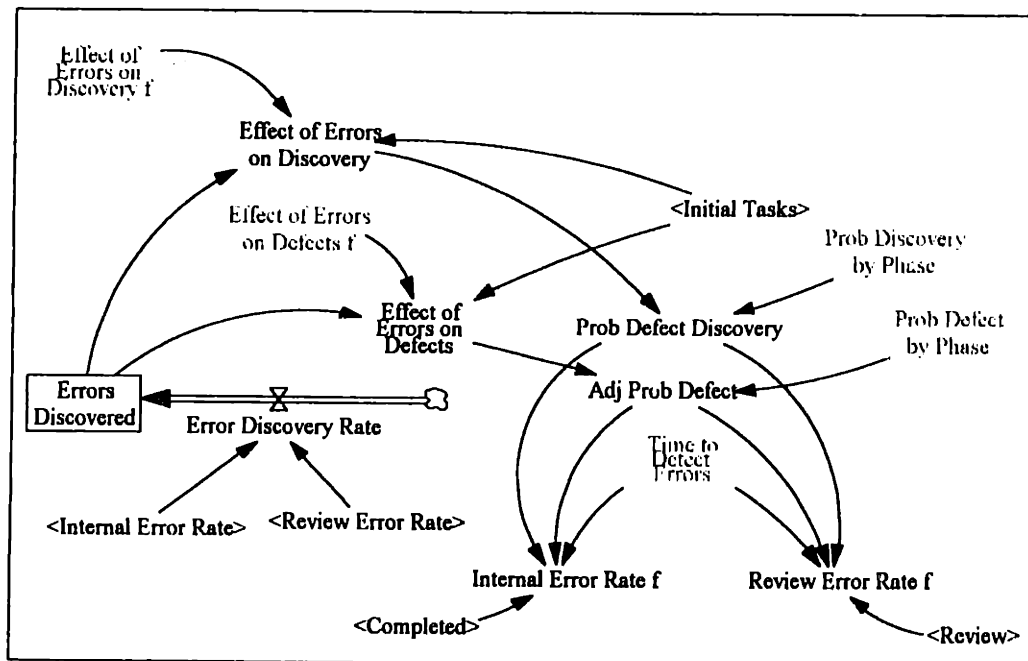 Effect of
Errors on
Discovery f
Effect of Errors
on Discovery
<Initial Tasks>
Effect of Errors
on Defects f
Prob Discovery
by Phase
Effect of
Errors on
Defects
Prob Defect Discovery
Prob Defect
by Phase
Errors
Discovered
Adj Prob Defect
Error Discovery Rate
Time to
Detect
Errors
<Internal Error Rate>
<Review Error Rate>
Internal Error Rate f
Review Error Rate f
<Completed>
<Review>